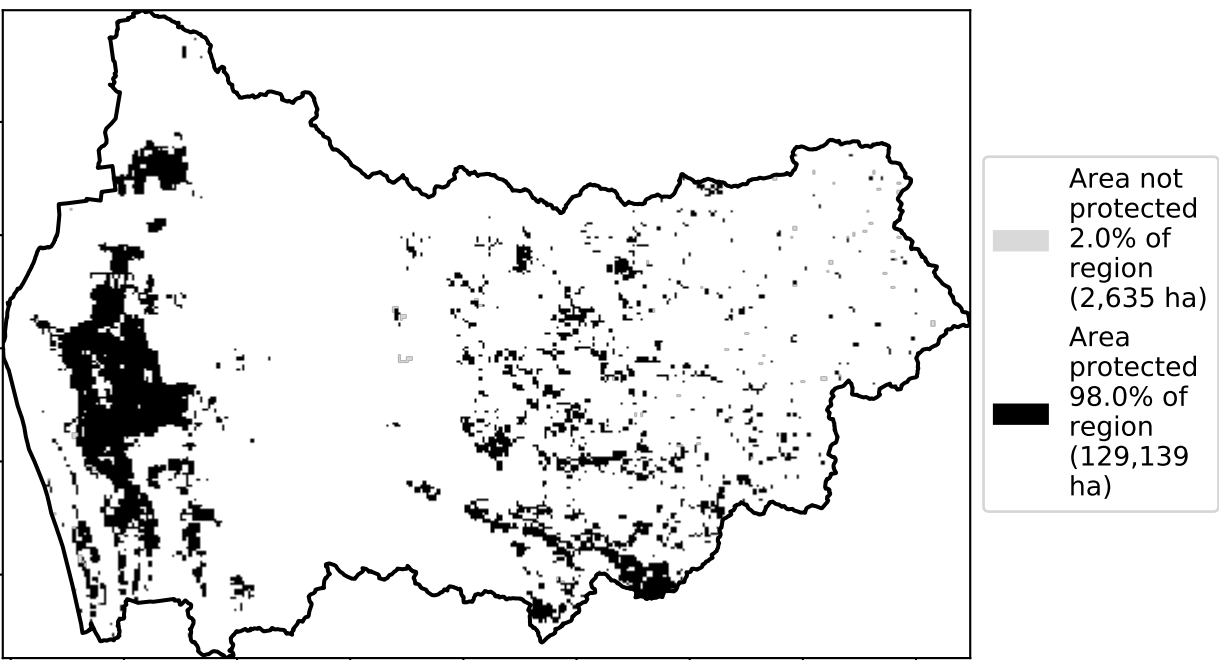 Area not
protected
2.0% of
region
(2,635 ha)
Area
protected
98.0% of
region
(129,139
ha)